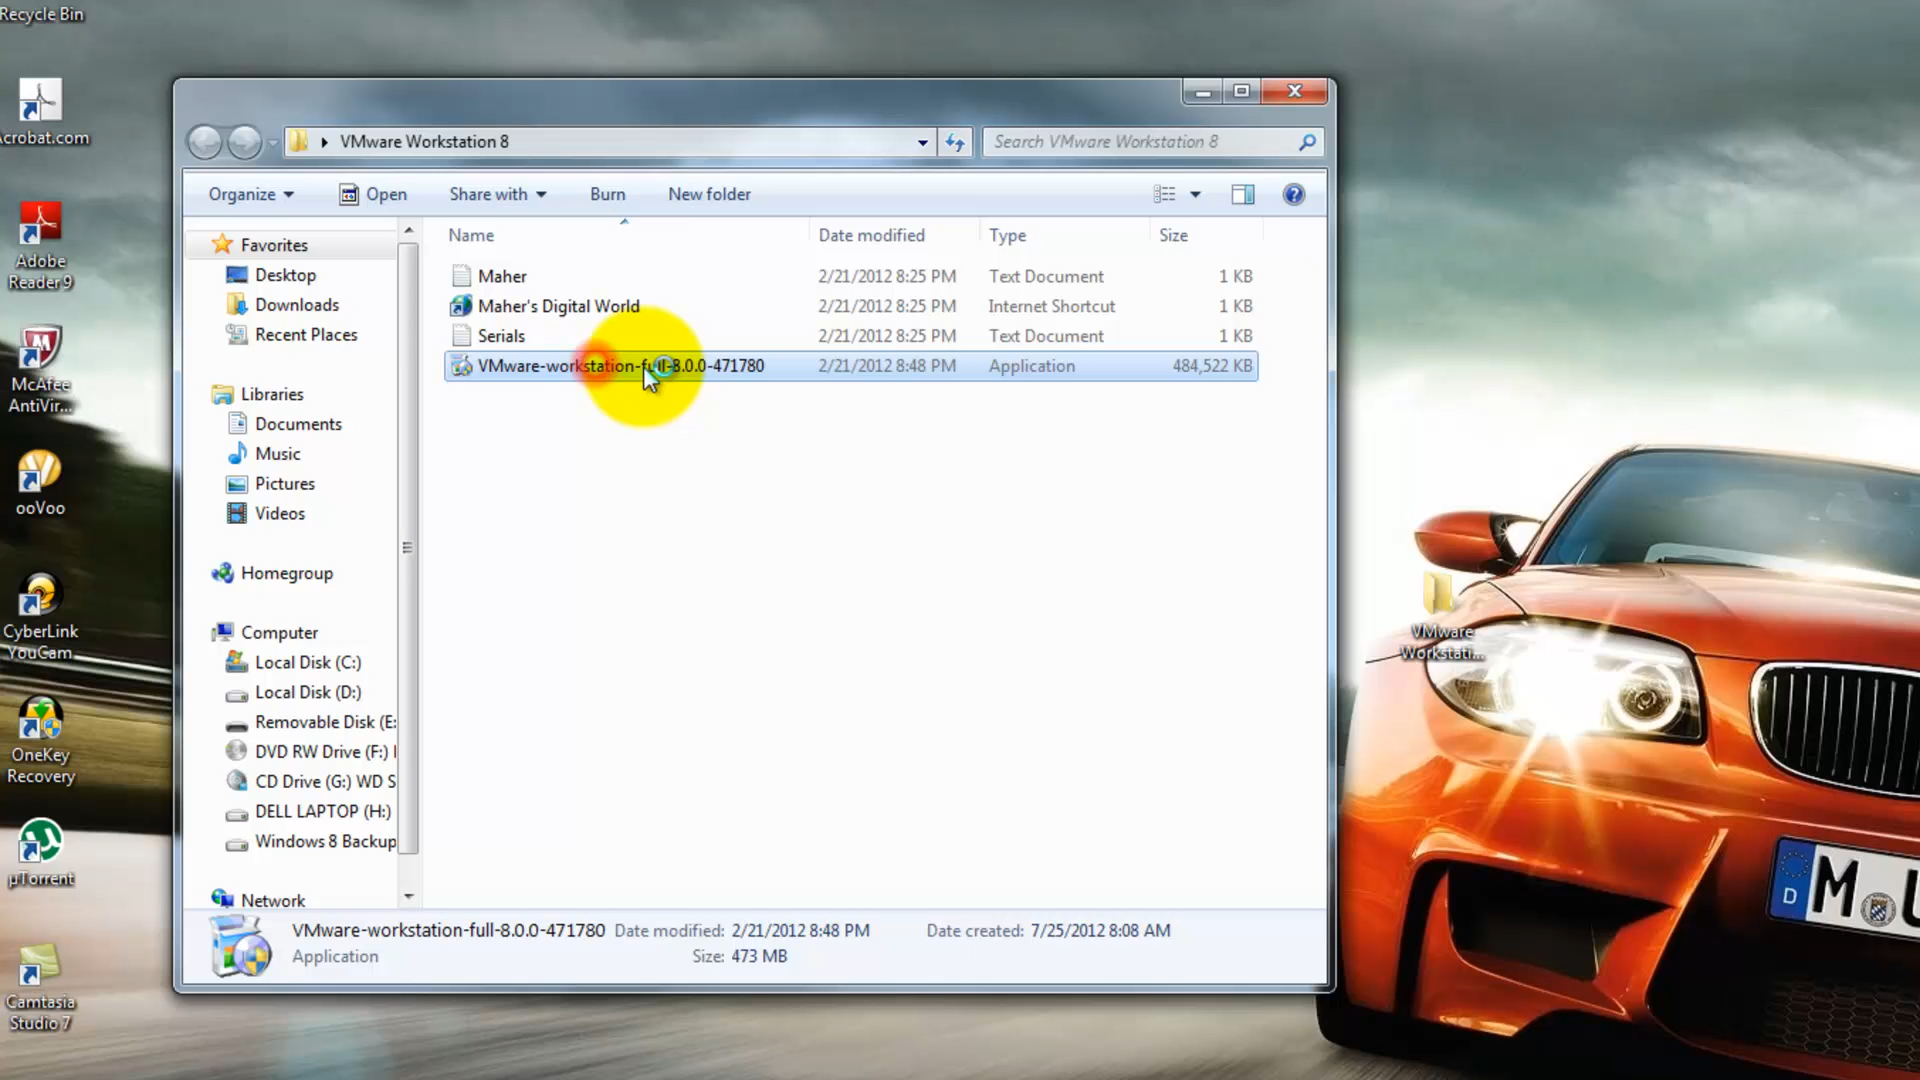 Recycle Bin
Acrobat.com
Adobe
Reader 9
McAfee
AntiVir...
ooVoo
CyberLink
YouCam
OneKey
Recovery
µTorrent
Camtasia
Studio 7
VMware Workstation 8
Search VMware Workstation 8
Organize Open Share with Burn New folder
Name Date modified Type Size
Maher 2/21/2012 8:25 PM Text Document 1 KB
Maher's Digital World 2/21/2012 8:25 PM Internet Shortcut 1 KB
Serials 2/21/2012 8:25 PM Text Document 1 KB
VMware-workstation-full-8.0.0-471780 2/21/2012 8:48 PM Application 484,522 KB
Favorites
Desktop
Downloads
Recent Places
Libraries
Documents
Music
Pictures
Videos
Homegroup
Computer
Local Disk (C:)
Local Disk (D:)
Removable Disk (E:
DVD RW Drive (F:)
CD Drive (G:) WD S
DELL LAPTOP (H:)
Windows 8 Backup
Network
VMware-workstation-full-8.0.0-471780 Date modified: 2/21/2012 8:48 PM Date created: 7/25/2012 8:08 AM
Application Size: 473 MB
VMware
Workstati...
D M